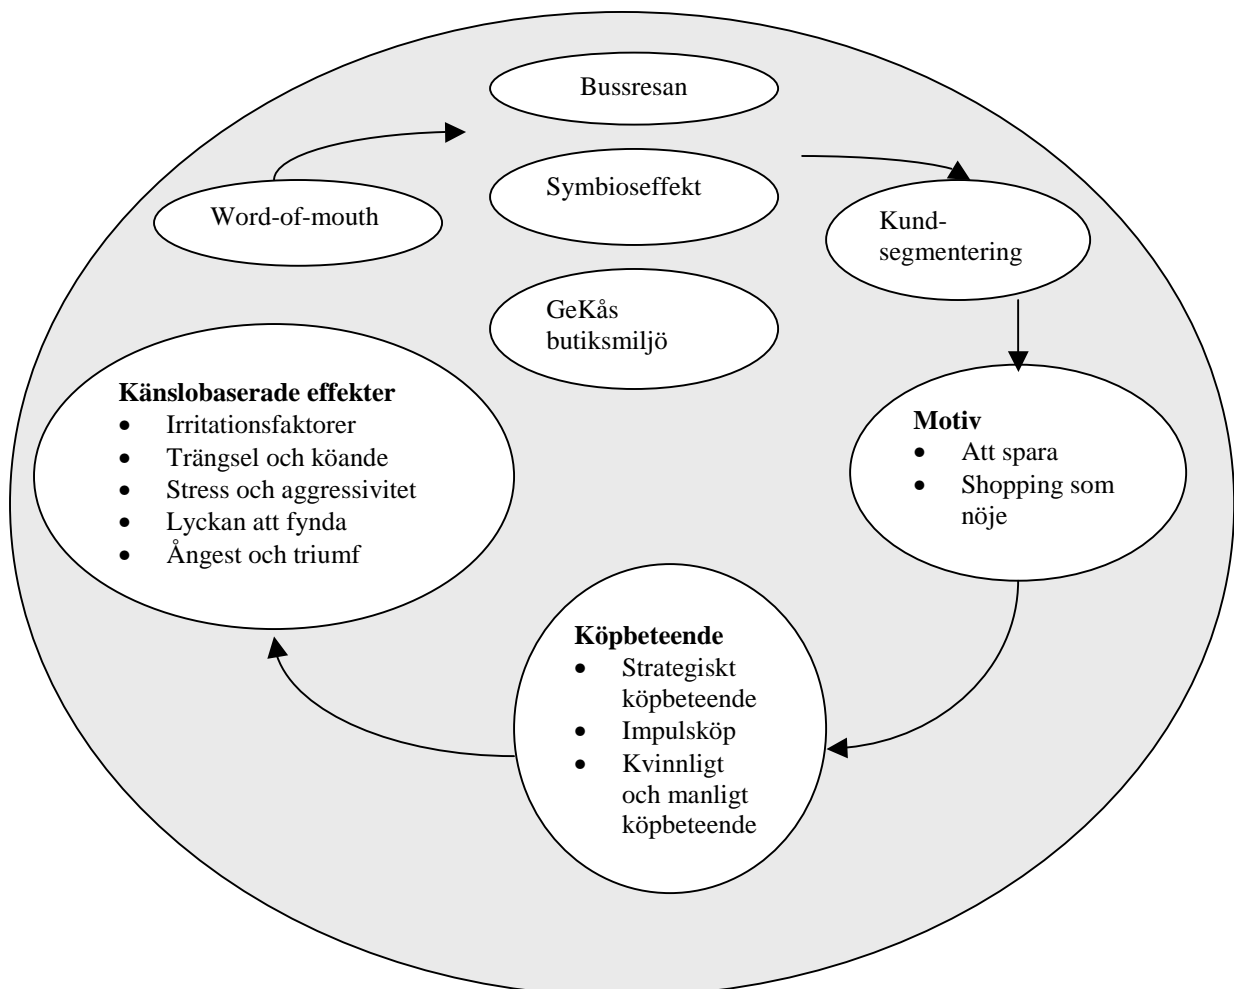 Bussresan
Symbioseffekt
Word-of-mouth
Kund-
segmentering
GeKås
butiksmiljö
Känslobaserade effekter
• Irritationsfaktorer
• Trängsel och köande
• Stress och aggressivitet
• Lyckan att fynda
• Ångest och triumf
Motiv
• Att spara
• Shopping som
nöje
Köpbeteende
• Strategiskt
köpbeteende
• Impulsköp
• Kvinnligt
och manligt
köpbeteende